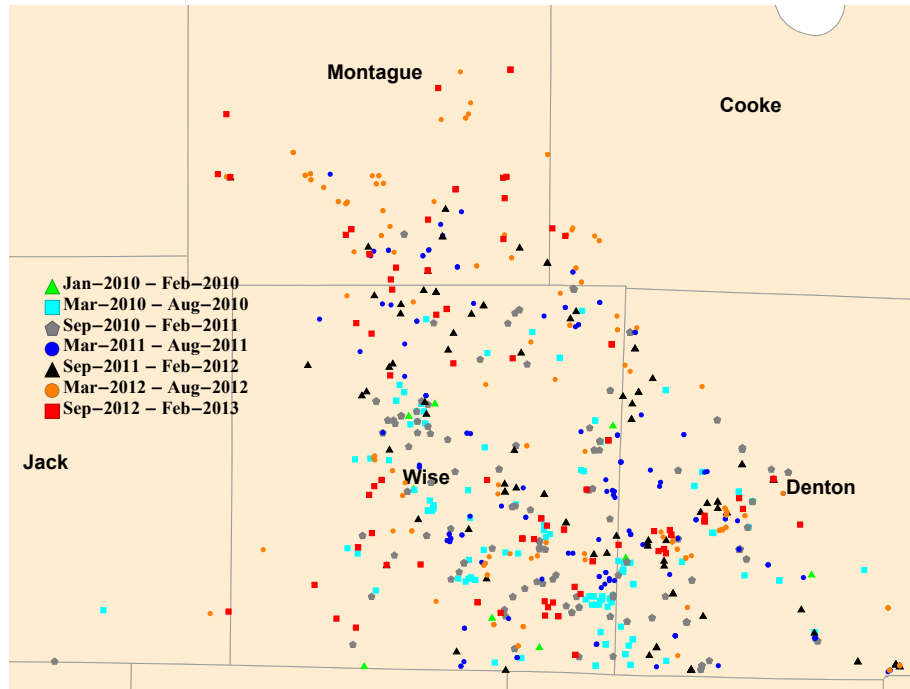 Montague
Cooke
Jan−2010 − Feb−2010
Mar−2010 − Aug−2010
Sep−2010 − Feb−2011
Mar−2011 − Aug−2011
Sep−2011 − Feb−2012
Mar−2012 − Aug−2012
Sep−2012 − Feb−2013
Jack
Wise
Denton